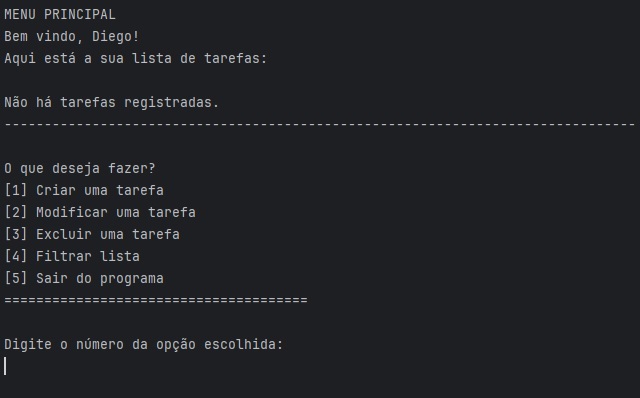 MENU PRINCIPAL
Bem vindo, Diego!
Aqui está a sua lista de tarefas:
Não há tarefas registradas.
-------------------------------------------------------------------------------
O que deseja fazer?
[1] Criar uma tarefa
[2] Modificar uma tarefa
[3] Excluir uma tarefa
[4] Filtrar lista
[5] Sair do programa
======================================
Digite o número da opção escolhida: